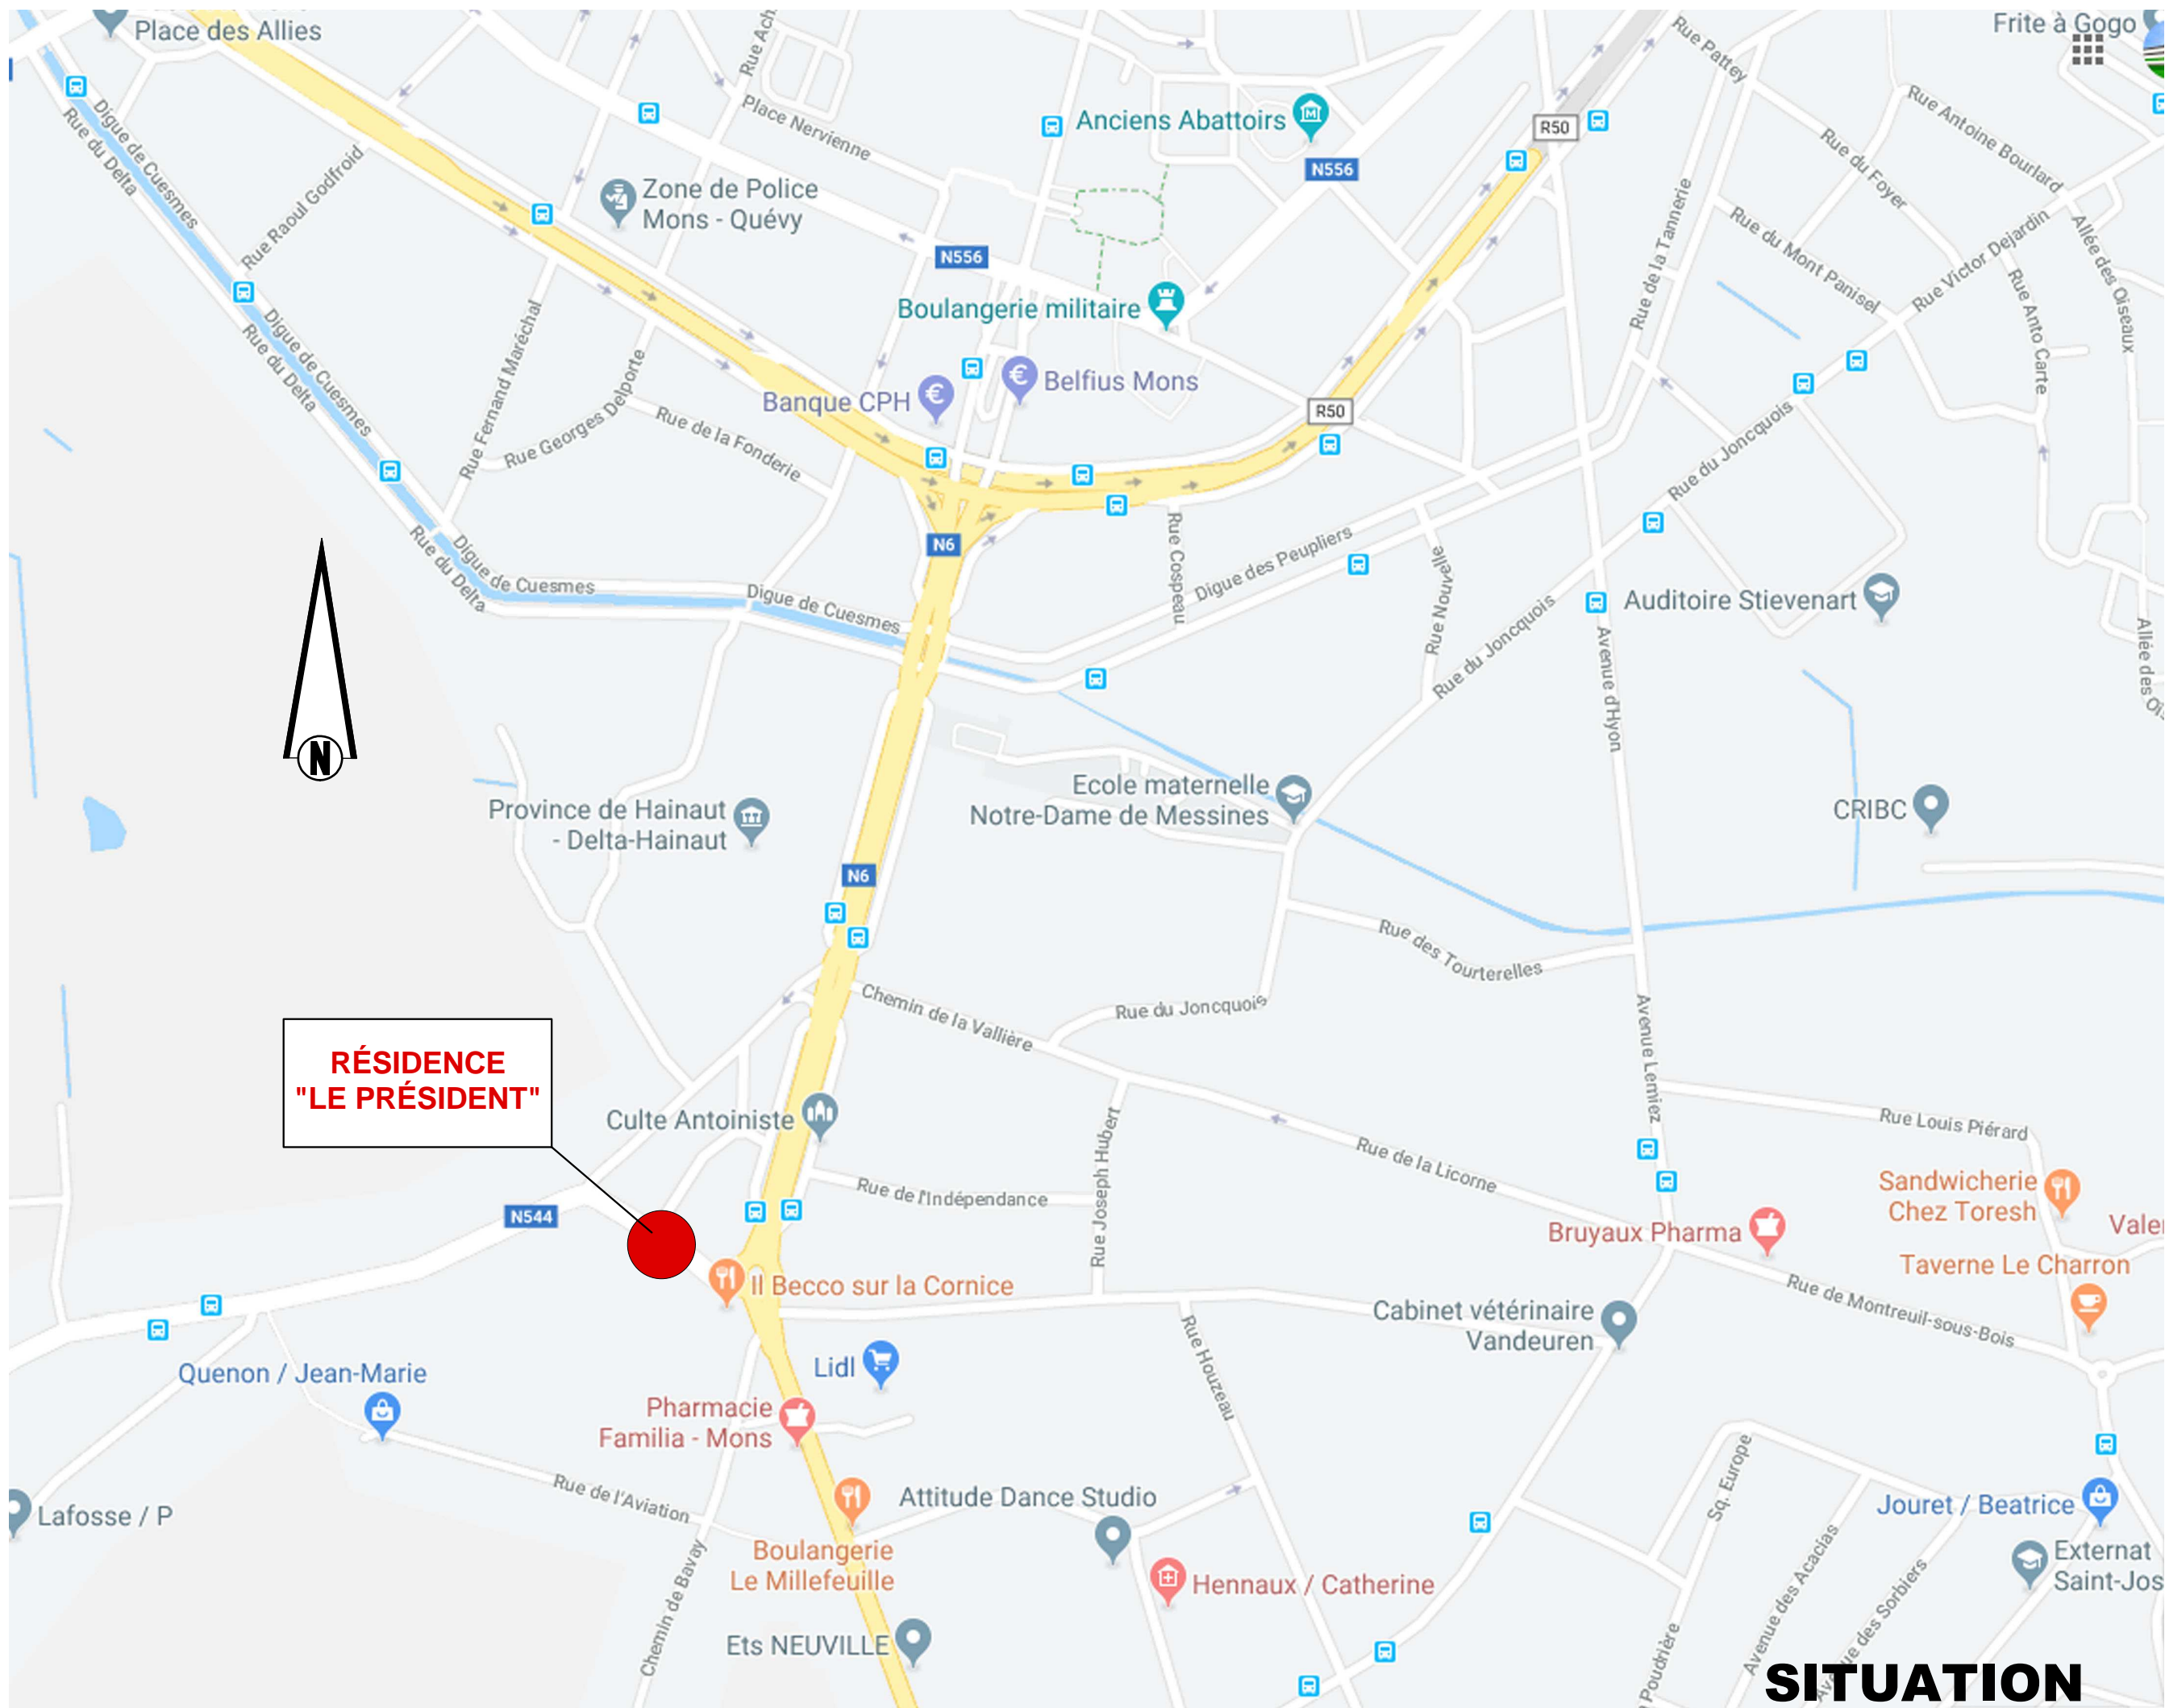 Place des Allies
Rue Ach
Rue Pattey
Frite à Gogo
Digue de Cuesmes
Rue du Delta
Place Nervienne
Anciens Abattoirs
R50
Rue Antoine Bourlard
Rue du Foyer
N556
Rue Raoul Godfroid
Zone de Police
Mons - Quévy
Rue de la Tannerie
Rue du Mont Panisel
Rue Victor Dejardin
Allée des Oiseaux
N556
Rue Anto Carte
Boulangerie militaire
Digue de Cuesmes
Rue du Delta
Rue Fernand Maréchal
Rue Georges Delporte
Banque CPH
Belfius Mons
R50
Rue de la Fonderie
Rue du Joncquois
N6
Rue Cospeau
Digue de Cuesmes
Rue du Delta
Digue de Cuesmes
Digue des Peupliers
Rue Nouvelle
Auditoire Stievenart
Rue du Joncquois
Avenue d'Hyon
Allée des Ois
N
Ecole maternelle
Notre-Dame de Messines
Province de Hainaut
- Delta-Hainaut
CRIBC
N6
Rue des Tourterelles
Chemin de la Vallière
Rue du Joncquois
Avenue Lemiez
RÉSIDENCE
"LE PRÉSIDENT"
Culte Antoiniste
Rue Joseph Hubert
Rue Louis Piérard
Rue de la Licorne
Rue de l'Indépendance
Sandwicherie
Chez Toresh
N544
Bruyaux Pharma
Valer
Taverne Le Charron
Il Becco sur la Cornice
Rue de Montreuil-sous-Bois
Cabinet vétérinaire
Vandeuren
Rue Houzeau
Quenon / Jean-Marie
Lidl
Pharmacie
Familia - Mons
Rue de l'Aviation
Attitude Dance Studio
Sq. Europe
Jouret / Beatrice
Lafosse / P
Boulangerie
Le Millefeuille
Chemin de Bavay
Hennaux / Catherine
Avenue des Acacias
Avenue des Sorbiers
Externat
Saint-Jos
Ets NEUVILLE
Poudrière
SITUATION